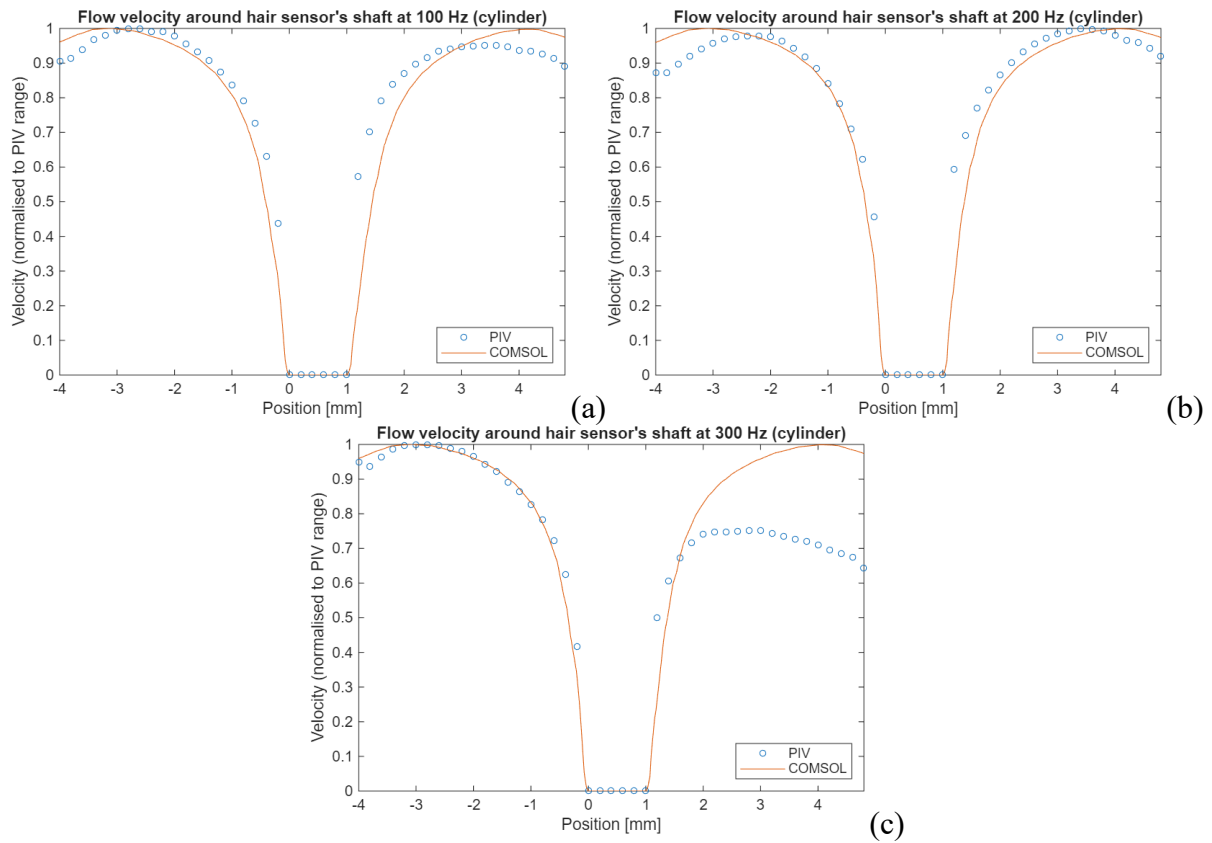 Flow velocity around hair sensor's shaft at 100 Hz (cylinder)
1
0.9
0.8
0.7
0.6
0.5
0.4
0.3
0.2
0.1
0
Velocity (normalised to PIV range)
-4 -3 -2 -1 0 1 2 3 4
Position [mm]
PIV
COMSOL
(a)
Flow velocity around hair sensor's shaft at 200 Hz (cylinder)
1
0.9
0.8
0.7
0.6
0.5
0.4
0.3
0.2
0.1
0
Velocity (normalised to PIV range)
-4 -3 -2 -1 0 1 2 3 4
Position [mm]
PIV
COMSOL
(b)
Flow velocity around hair sensor's shaft at 300 Hz (cylinder)
1
0.9
0.8
0.7
0.6
0.5
0.4
0.3
0.2
0.1
0
Velocity (normalised to PIV range)
-4 -3 -2 -1 0 1 2 3 4
Position [mm]
PIV
COMSOL
(c)